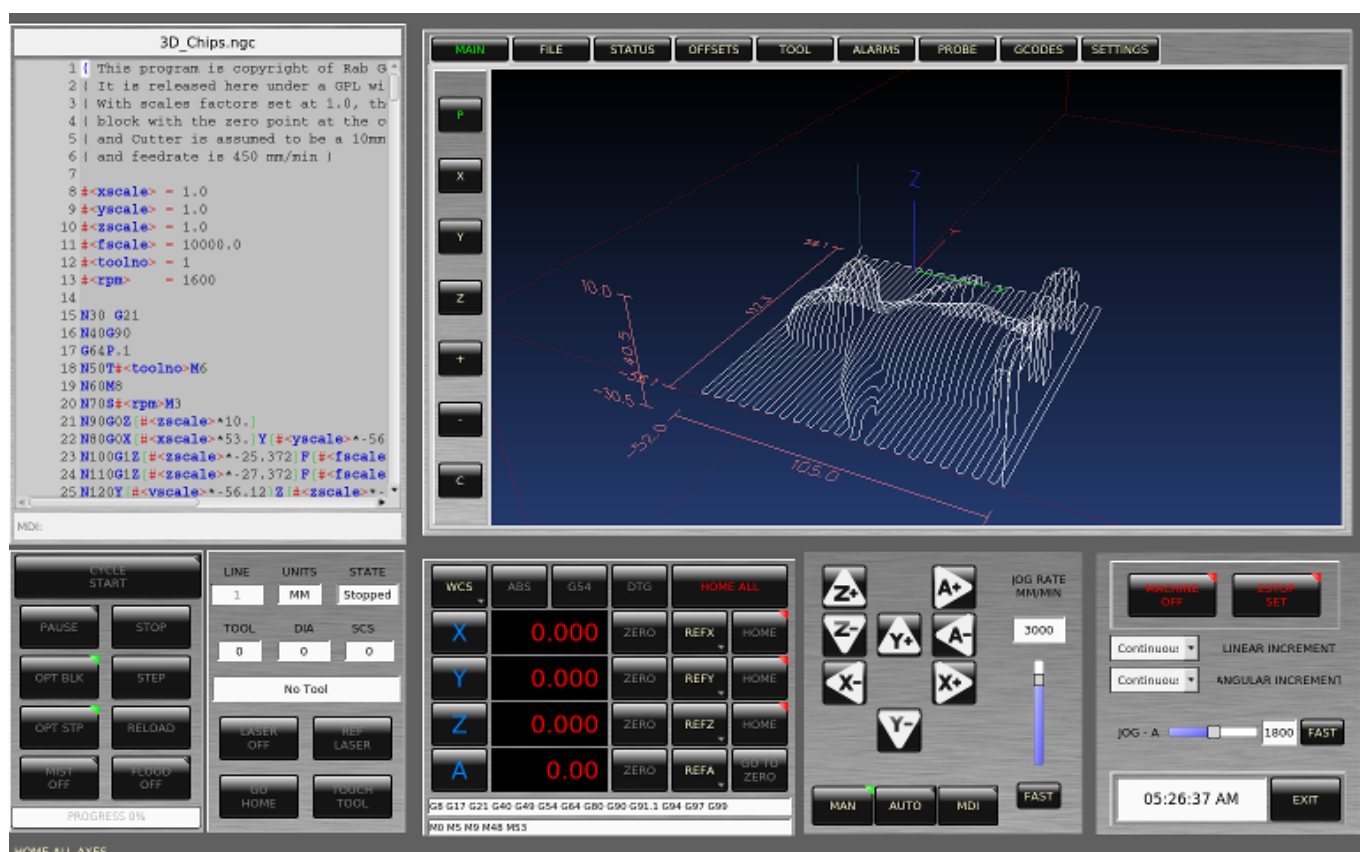 3D_Chips.ngc
1 ( This program is copyright of Rab G
2 ( It is released here under a GPL wi
3 ( With scales factors set at 1.0, th
4 ( block with the zero point at the c
5 ( and Cutter is assumed to be a 10mm
6 ( and feedrate is 450 mm/min )
7
8 #<xscale> = 1.0
9 #<yscale> = 1.0
10 #<zscale> = 1.0
11 #<fscale> = 10000.0
12 #<toolno> = 1
13 #<rpm>    = 1600
14
15 N30 G21
16 N40G90
17 G64P.1
18 N50T#<toolno>M6
19 N60M8
20 N70S#<rpm>M3
21 N90G0Z[#<zscale>*10.]
22 N80G0X[#<xscale>*53.]Y[#<yscale>*-56
23 N100G1Z[#<zscale>*-25.372]F[#<fscale
24 N110G1Z[#<zscale>*-27.372]F[#<fscale
25 N120Y[#<yscale>*-56.12]Z[#<zscale>*-
MDI:
MAIN FILE STATUS OFFSETS TOOL ALARMS PROBE GCODES SETTINGS
P
X
Y
Z
+
-
C
Z
10.0
40.5
-30.5
112.3
-52.0
105.0
CYCLE
START
PAUSE STOP
OPT BLK STEP
OPT STP RELOAD
MIST
OFF
FLOOD
OFF
PROGRESS 0%
LINE UNITS STATE
1 MM Stopped
TOOL DIA SCS
0 0 0
No Tool
LASER
OFF
REF
LASER
GO
HOME
TOUCH
TOOL
WCS ABS G54 DTG HOME ALL
X 0.000 ZERO REFX HOME
Y 0.000 ZERO REFY HOME
Z 0.000 ZERO REFZ HOME
A 0.00 ZERO REFA GO TO
ZERO
G8 G17 G21 G40 G49 G54 G64 G80 G90 G91.1 G94 G97 G99
M0 M5 M9 M48 M53
Z+ A+
Z- Y+ A-
X- X+
Y-
JOG RATE
MM/MIN
3000
FAST
MAN AUTO MDI
MACHINE
OFF
ESTOP
SET
Continuou: LINEAR INCREMENT
Continuou: ANGULAR INCREMENT
JOG - A 1800 FAST
05:26:37 AM EXIT
HOME ALL AXES